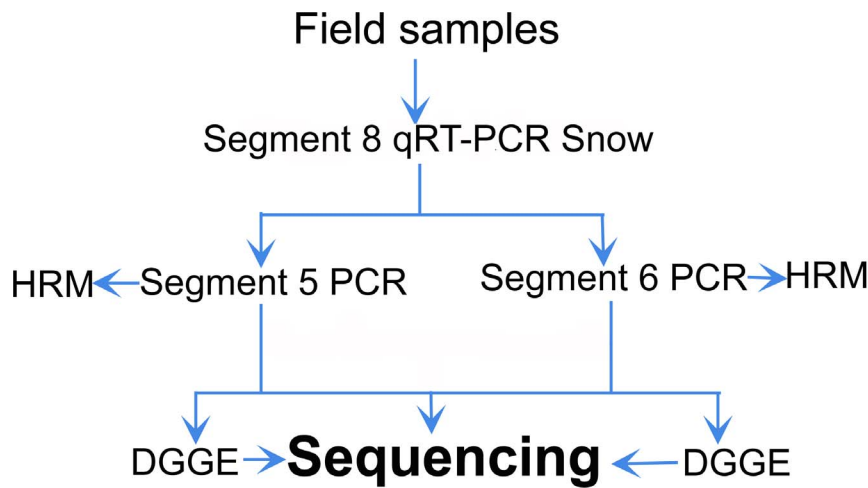 Field samples
Segment 8 qRT-PCR Snow
HRM Segment 5 PCR Segment 6 PCR HRM
DGGE Sequencing DGGE